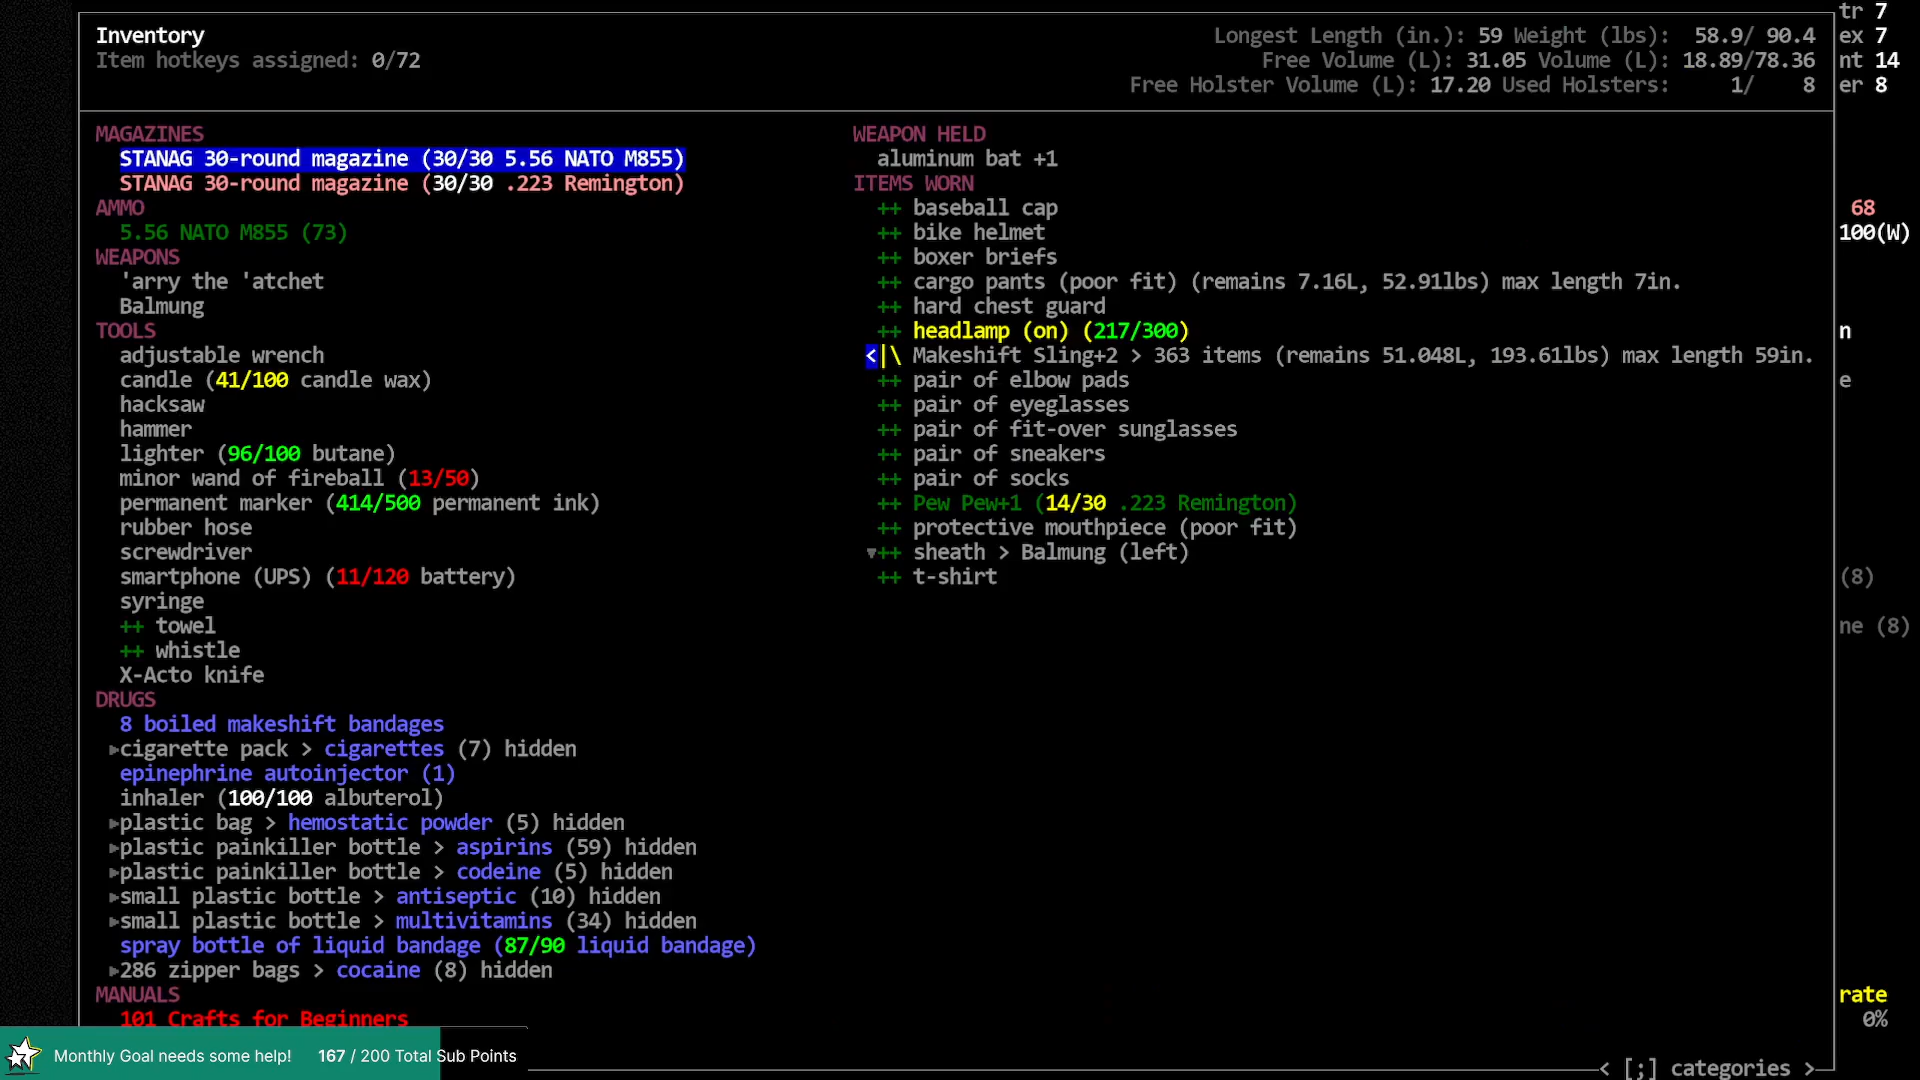 Inventory
Item hotkeys assigned: 0/72
Longest Length (in.): 59 Weight (lbs): 58.9/ 90.4
Free Volume (L): 31.05 Volume (L): 18.89/78.36
Free Holster Volume (L): 17.20 Used Holsters: 1/ 8
tr 7
ex 7
nt 14
er 8
MAGAZINES
STANAG 30-round magazine (30/30 5.56 NATO M855)
STANAG 30-round magazine (30/30 .223 Remington)
AMMO
5.56 NATO M855 (73)
WEAPONS
'arry the 'atchet
Balmung
TOOLS
adjustable wrench
candle (41/100 candle wax)
hacksaw
hammer
lighter (96/100 butane)
minor wand of fireball (13/50)
permanent marker (414/500 permanent ink)
rubber hose
screwdriver
smartphone (UPS) (11/120 battery)
syringe
++ towel
++ whistle
X-Acto knife
DRUGS
8 boiled makeshift bandages
▸cigarette pack > cigarettes (7) hidden
epinephrine autoinjector (1)
inhaler (100/100 albuterol)
▸plastic bag > hemostatic powder (5) hidden
▸plastic painkiller bottle > aspirins (59) hidden
▸plastic painkiller bottle > codeine (5) hidden
▸small plastic bottle > antiseptic (10) hidden
▸small plastic bottle > multivitamins (34) hidden
spray bottle of liquid bandage (87/90 liquid bandage)
▸286 zipper bags > cocaine (8) hidden
MANUALS
101 Crafts for Beginners
WEAPON HELD
aluminum bat +1
ITEMS WORN
++ baseball cap
++ bike helmet
++ boxer briefs
++ cargo pants (poor fit) (remains 7.16L, 52.91lbs) max length 7in.
++ hard chest guard
++ headlamp (on) (217/300)
<|\ Makeshift Sling+2 > 363 items (remains 51.048L, 193.61lbs) max length 59in.
++ pair of elbow pads
++ pair of eyeglasses
++ pair of fit-over sunglasses
++ pair of sneakers
++ pair of socks
++ Pew Pew+1 (14/30 .223 Remington)
++ protective mouthpiece (poor fit)
▾++ sheath > Balmung (left)
++ t-shirt
68
100(W)
n
e
(8)
ne (8)
rate
0%
Monthly Goal needs some help! 167 / 200 Total Sub Points
< [;] categories >